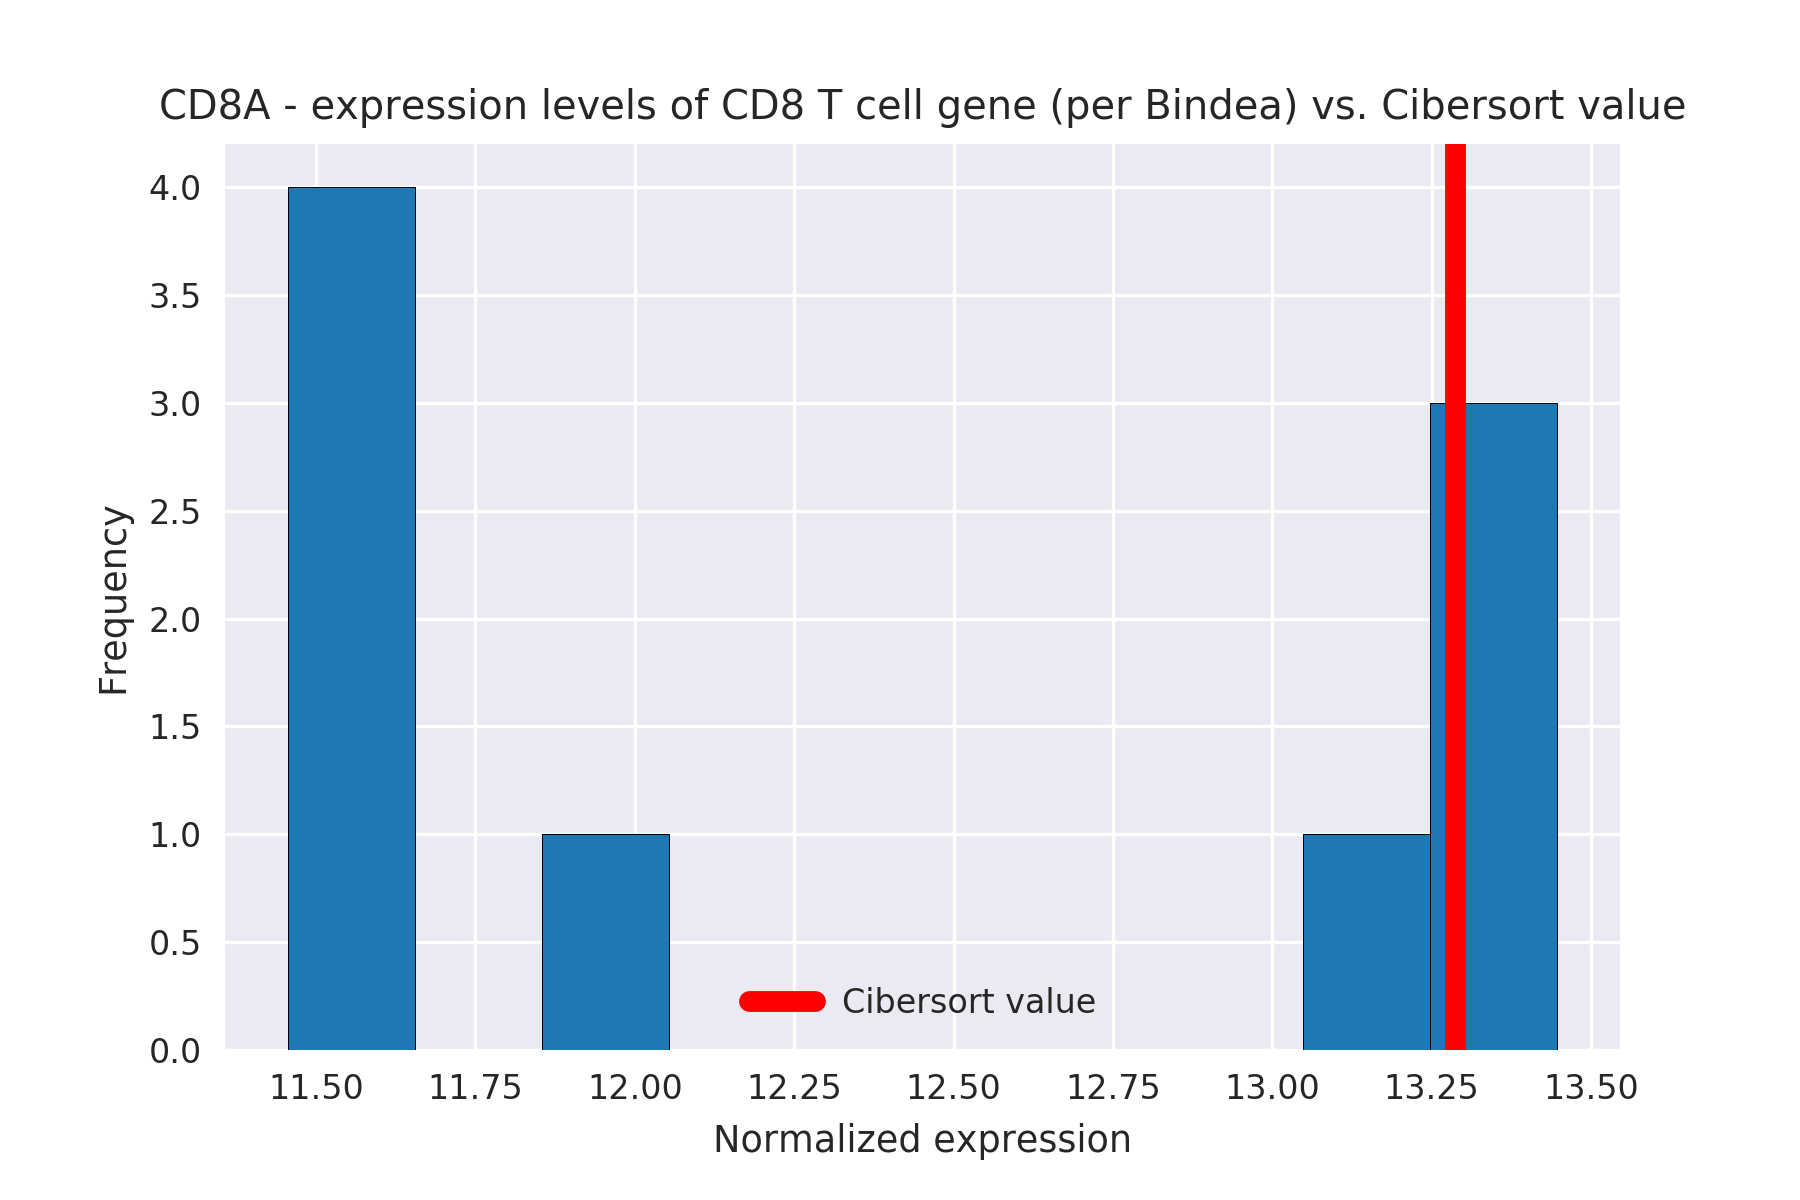 CD8A - expression levels of CD8 T cell gene (per Bindea) vs. Cibersort value
4.0
3.5
3.0
2.5
2.0
1.5
1.0
0.5
0.0
Frequency
Cibersort value
11.50 11.75 12.00 12.25 12.50 12.75 13.00 13.25 13.50
Normalized expression